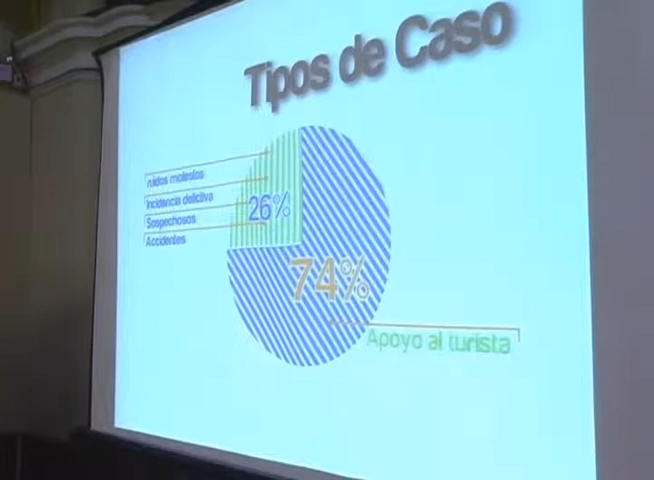 Tipos de Caso
ruidos molestos
Incidencia delictiva
Sospechosos
Accidentes
26%
74%
Apoyo al turista